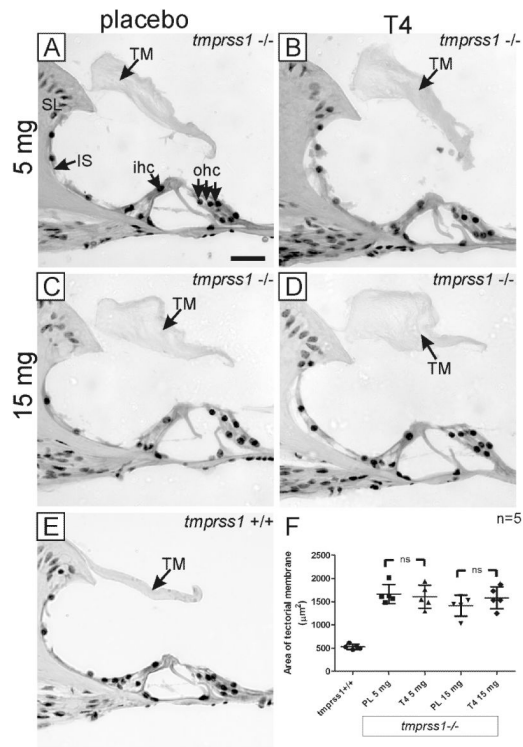 placebo
T4
5 mg
15 mg
A
tmprss1 -/-
TM
SL
IS
ihc
ohc
B
tmprss1 -/-
TM
C
tmprss1 -/-
TM
D
tmprss1 -/-
TM
E
tmprss1 +/+
TM
F
n=5
Area of tectorial membrane
(µm²)
2500
2000
1500
1000
500
0
ns
ns
tmprss1+/+
PL 5 mg
T4 5 mg
PL 15 mg
T4 15 mg
tmprss1-/-